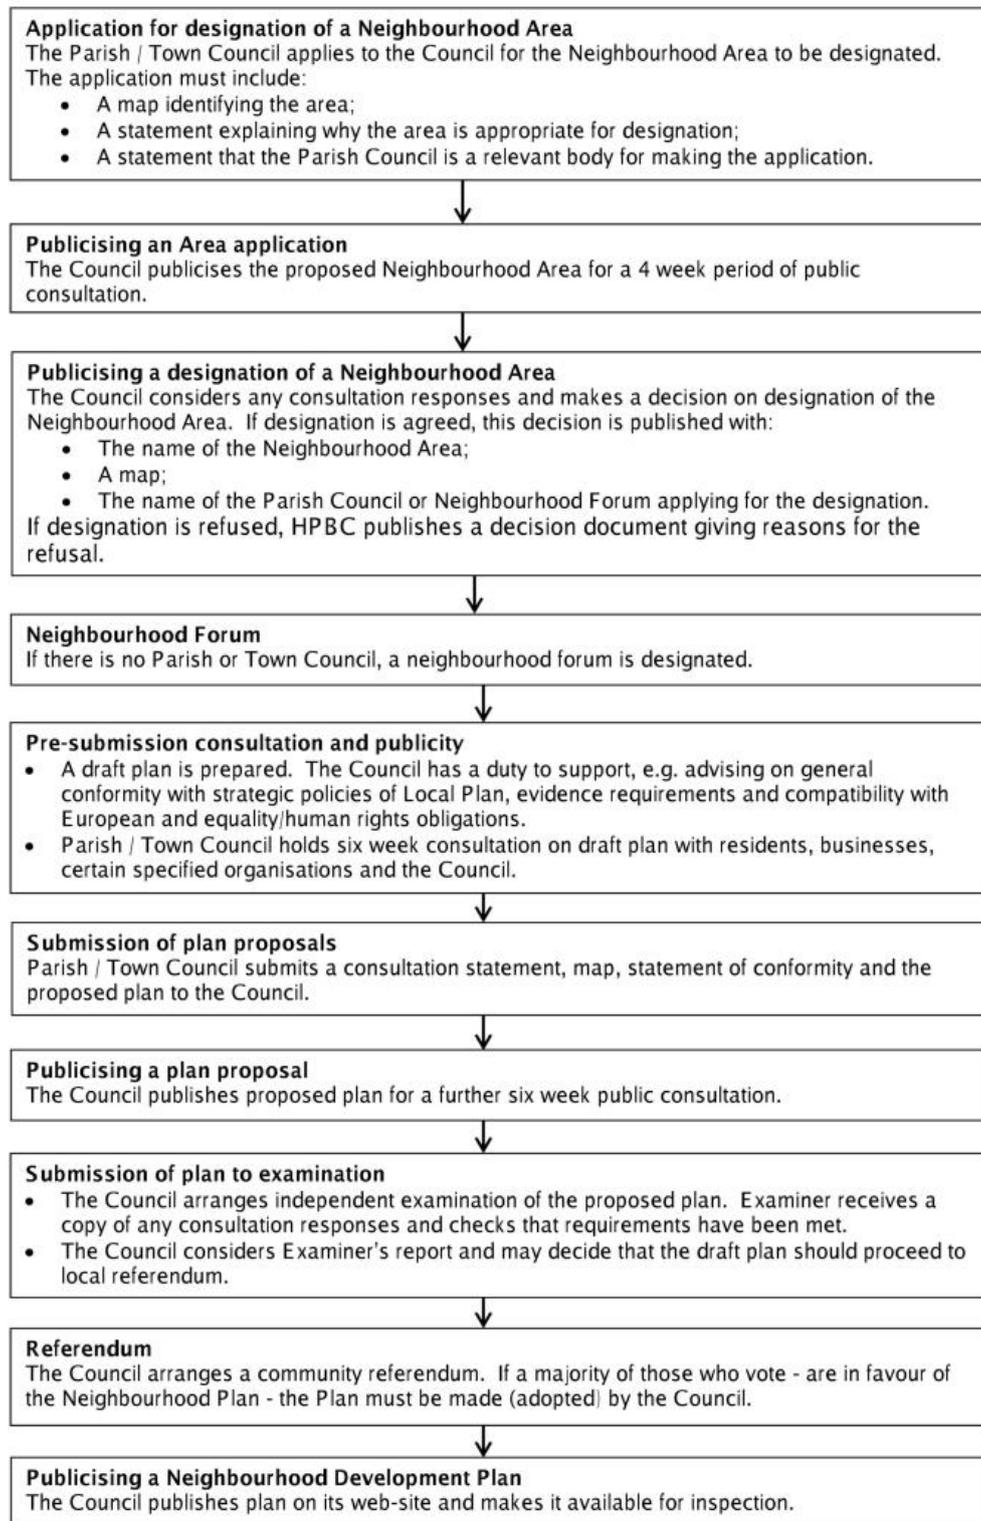 Application for designation of a Neighbourhood Area
The Parish / Town Council applies to the Council for the Neighbourhood Area to be designated.
The application must include:
• A map identifying the area;
• A statement explaining why the area is appropriate for designation;
• A statement that the Parish Council is a relevant body for making the application.
Publicising an Area application
The Council publicises the proposed Neighbourhood Area for a 4 week period of public
consultation.
Publicising a designation of a Neighbourhood Area
The Council considers any consultation responses and makes a decision on designation of the
Neighbourhood Area. If designation is agreed, this decision is published with:
• The name of the Neighbourhood Area;
• A map;
• The name of the Parish Council or Neighbourhood Forum applying for the designation.
If designation is refused, HPBC publishes a decision document giving reasons for the
refusal.
Neighbourhood Forum
If there is no Parish or Town Council, a neighbourhood forum is designated.
Pre-submission consultation and publicity
• A draft plan is prepared. The Council has a duty to support, e.g. advising on general
conformity with strategic policies of Local Plan, evidence requirements and compatibility with
European and equality/human rights obligations.
• Parish / Town Council holds six week consultation on draft plan with residents, businesses,
certain specified organisations and the Council.
Submission of plan proposals
Parish / Town Council submits a consultation statement, map, statement of conformity and the
proposed plan to the Council.
Publicising a plan proposal
The Council publishes proposed plan for a further six week public consultation.
Submission of plan to examination
• The Council arranges independent examination of the proposed plan. Examiner receives a
copy of any consultation responses and checks that requirements have been met.
• The Council considers Examiner's report and may decide that the draft plan should proceed to
local referendum.
Referendum
The Council arranges a community referendum. If a majority of those who vote - are in favour of
the Neighbourhood Plan - the Plan must be made (adopted) by the Council.
Publicising a Neighbourhood Development Plan
The Council publishes plan on its web-site and makes it available for inspection.